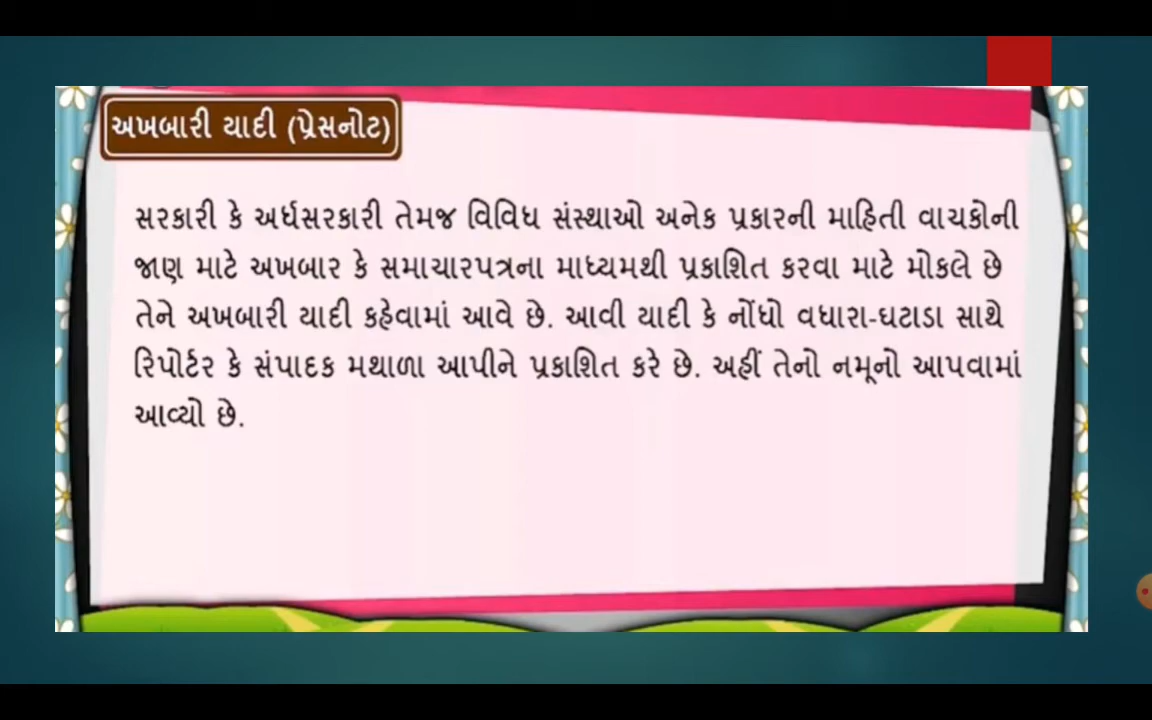 અખબારી યાદી (પ્રેસનોટ)
સરકારી કે અર્ધસરકારી તેમજ વિવિધ સંસ્થાઓ અનેક પ્રકારની માહિતી વાચકોની
જાણ માટે અખબાર કે સમાચારપત્રના માધ્યમથી પ્રકાશિત કરવા માટે મોકલે છે
તેને અખબારી યાદી કહેવામાં આવે છે. આવી યાદી કે નોંધો વધારા-ઘટાડા સાથે
રિપોર્ટર કે સંપાદક મથાળા આપીને પ્રકાશિત કરે છે. અહીં તેનો નમૂનો આપવામાં
આવ્યો છે.